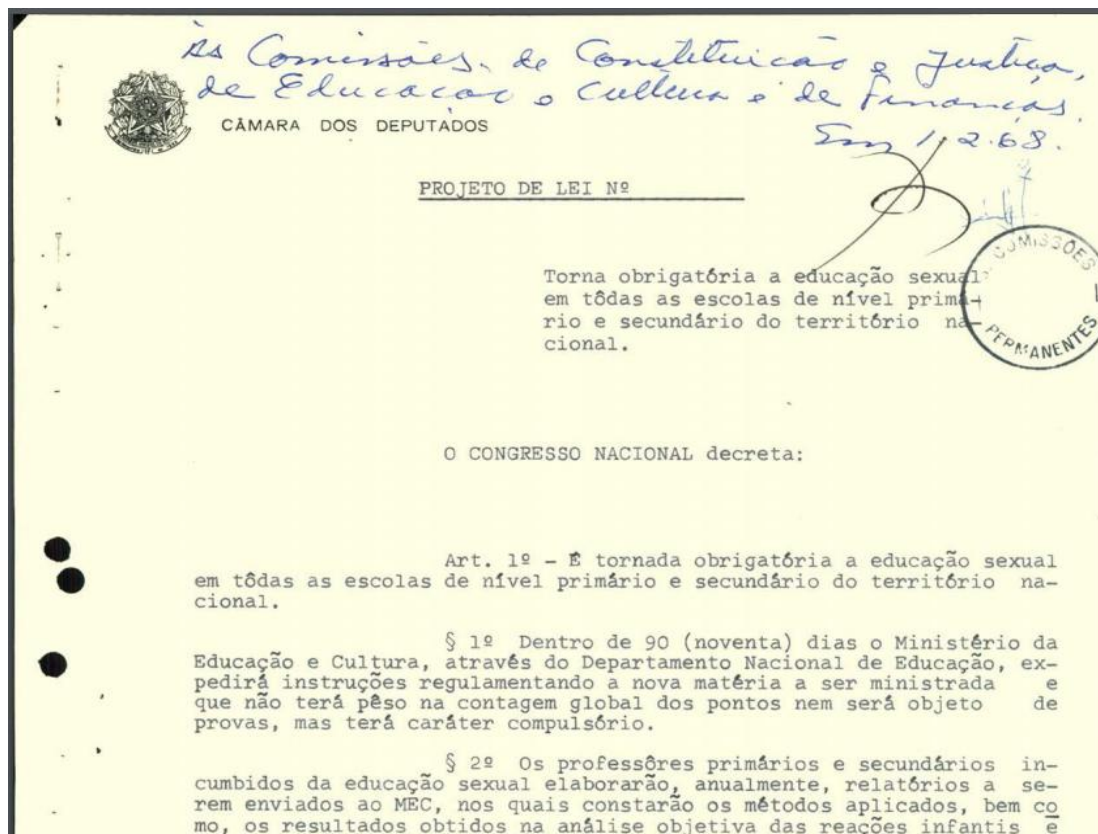 Às Comissões de Constituição e Justiça,
de Educação e Cultura e de Finanças.
Em 1.2.68.
CÂMARA DOS DEPUTADOS
PROJETO DE LEI Nº
COMISSÕES
PERMANENTES
Torna obrigatória a educação sexual
em tôdas as escolas de nível primá-
rio e secundário do território na-
cional.
O CONGRESSO NACIONAL decreta:
Art. 1º - É tornada obrigatória a educação sexual
em tôdas as escolas de nível primário e secundário do território na-
cional.
§ 1º Dentro de 90 (noventa) dias o Ministério da
Educação e Cultura, através do Departamento Nacional de Educação, ex-
pedirá instruções regulamentando a nova matéria a ser ministrada e
que não terá pêso na contagem global dos pontos nem será objeto de
provas, mas terá caráter compulsório.
§ 2º Os professôres primários e secundários in-
cumbidos da educação sexual elaborarão, anualmente, relatórios a se-
rem enviados ao MEC, nos quais constarão os métodos aplicados, bem co
mo, os resultados obtidos na análise objetiva das reações infantis e